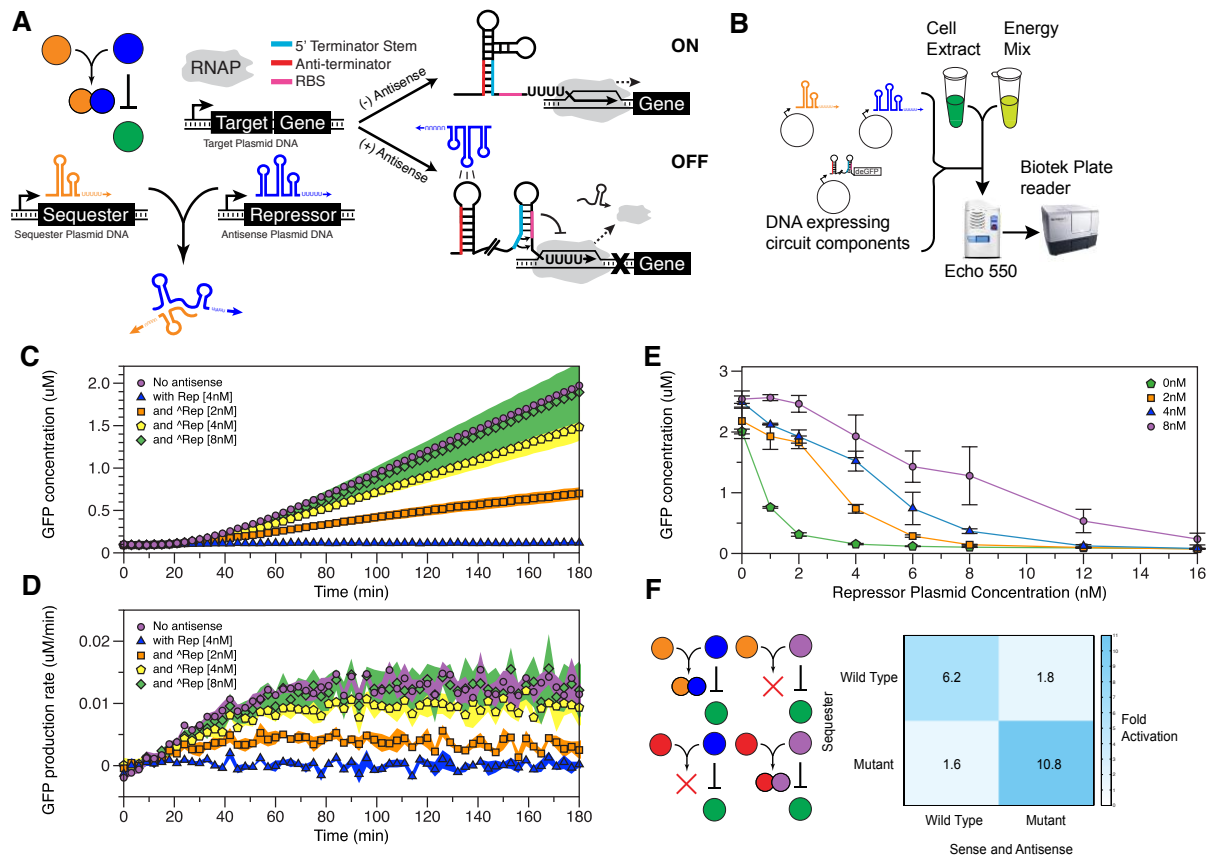 A
RNAP
5' Terminator Stem
Anti-terminator
RBS
Target Gene
Target Plasmid DNA
(-) Antisense
(+) Antisense
UUUU
Gene
ON
OFF
UUUUU
Sequester
Sequester Plasmid DNA
UUUUU
Repressor
Antisense Plasmid DNA
UUUU
Gene
B
Cell
Extract
Energy
Mix
deGFP
DNA expressing
circuit components
Echo 550
Biotek Plate
reader
C
GFP concentration (uM)
2.0
1.5
1.0
0.5
0
No antisense
with Rep [4nM]
and ^Rep [2nM]
and ^Rep [4nM]
and ^Rep [8nM]
0 20 40 60 80 100 120 140 160 180
Time (min)
D
GFP production rate (uM/min)
0.02
0.01
0
No antisense
with Rep [4nM]
and ^Rep [2nM]
and ^Rep [4nM]
and ^Rep [8nM]
0 20 40 60 80 100 120 140 160 180
Time (min)
E
GFP concentration (uM)
3
2
1
0
0nM
2nM
4nM
8nM
0 2 4 6 8 10 12 14 16
Repressor Plasmid Concentration (nM)
F
Sequester
Wild Type
Mutant
6.2 1.8
1.6 10.8
Wild Type Mutant
Sense and Antisense
Fold
Activation